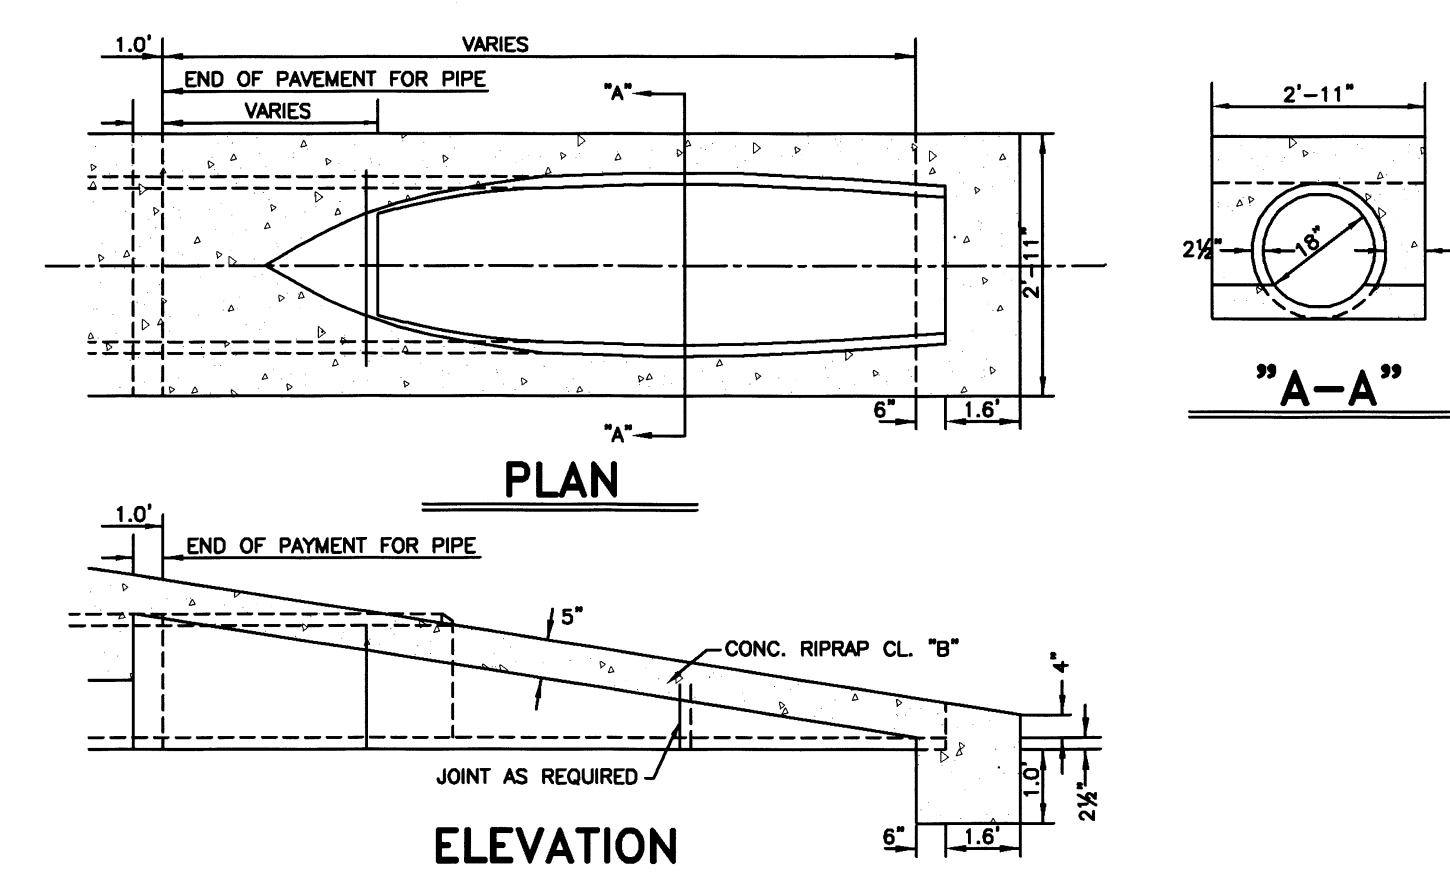 1.0'
VARIES
END OF PAVEMENT FOR PIPE
VARIES
"A"
2'-11"
6"
1.6'
"A"
PLAN
2'-11"
2½"
18"
"A-A"
1.0'
END OF PAYMENT FOR PIPE
5"
CONC. RIPRAP CL. "B"
4"
JOINT AS REQUIRED
1.0'
2½"
6"
1.6'
ELEVATION